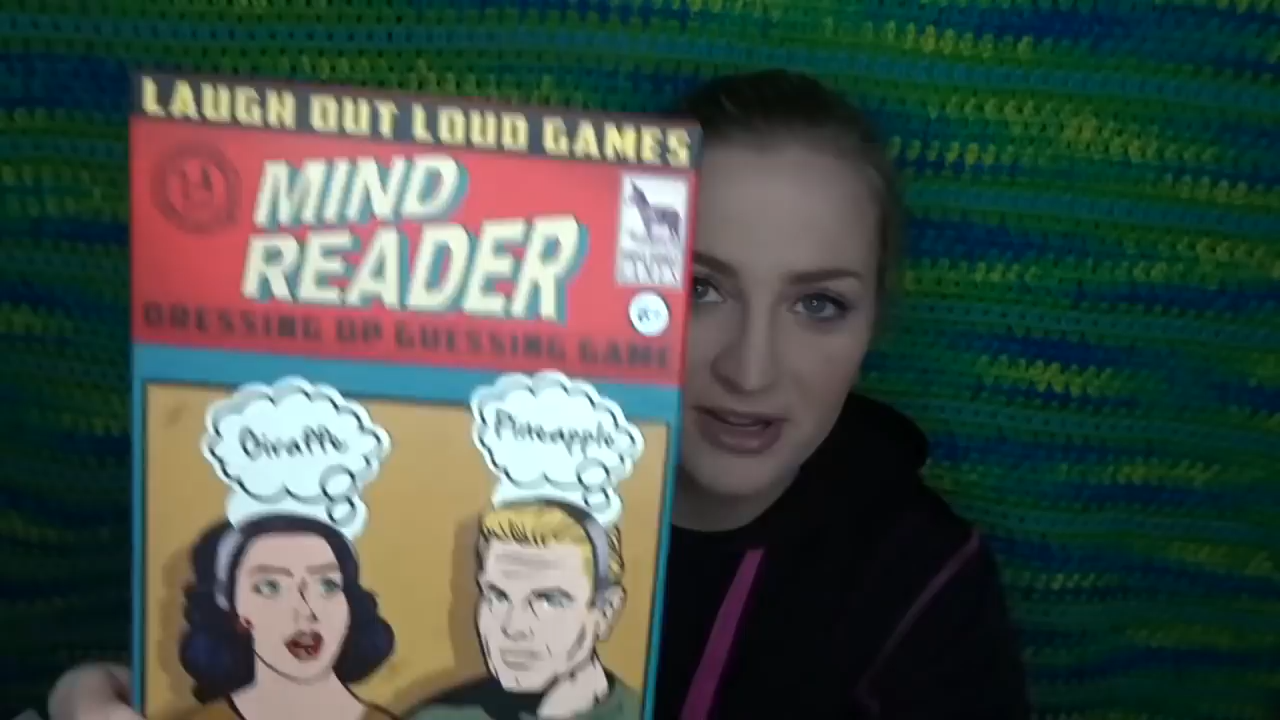 LAUGH OUT LOUD GAMES
MIND
READER
DRESSING UP GUESSING GAME
Giraffe
Pineapple